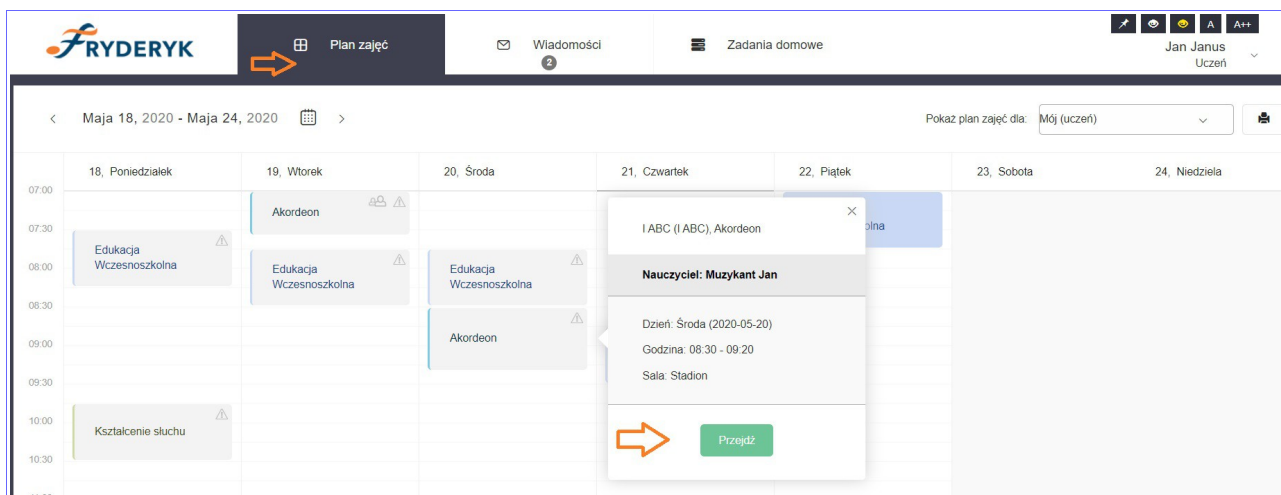 FRYDERYK
Plan zajęć
Wiadomości
2
Zadania domowe
A A++
Jan Janus
Uczeń
Maja 18, 2020 - Maja 24, 2020
Pokaż plan zajęć dla: Mój (uczeń)
18, Poniedziałek 19, Wtorek 20, Środa 21, Czwartek 22, Piątek 23, Sobota 24, Niedziela
07:00
Akordeon
07:30
Edukacja
Wczesnoszkolna
08:00
Edukacja
Wczesnoszkolna
Edukacja
Wczesnoszkolna
08:30
Akordeon
09:00
09:30
10:00
Kształcenie słuchu
10:30
I ABC (I ABC), Akordeon
Nauczyciel: Muzykant Jan
Dzień: Środa (2020-05-20)
Godzina: 08:30 - 09:20
Sala: Stadion
Przejdź